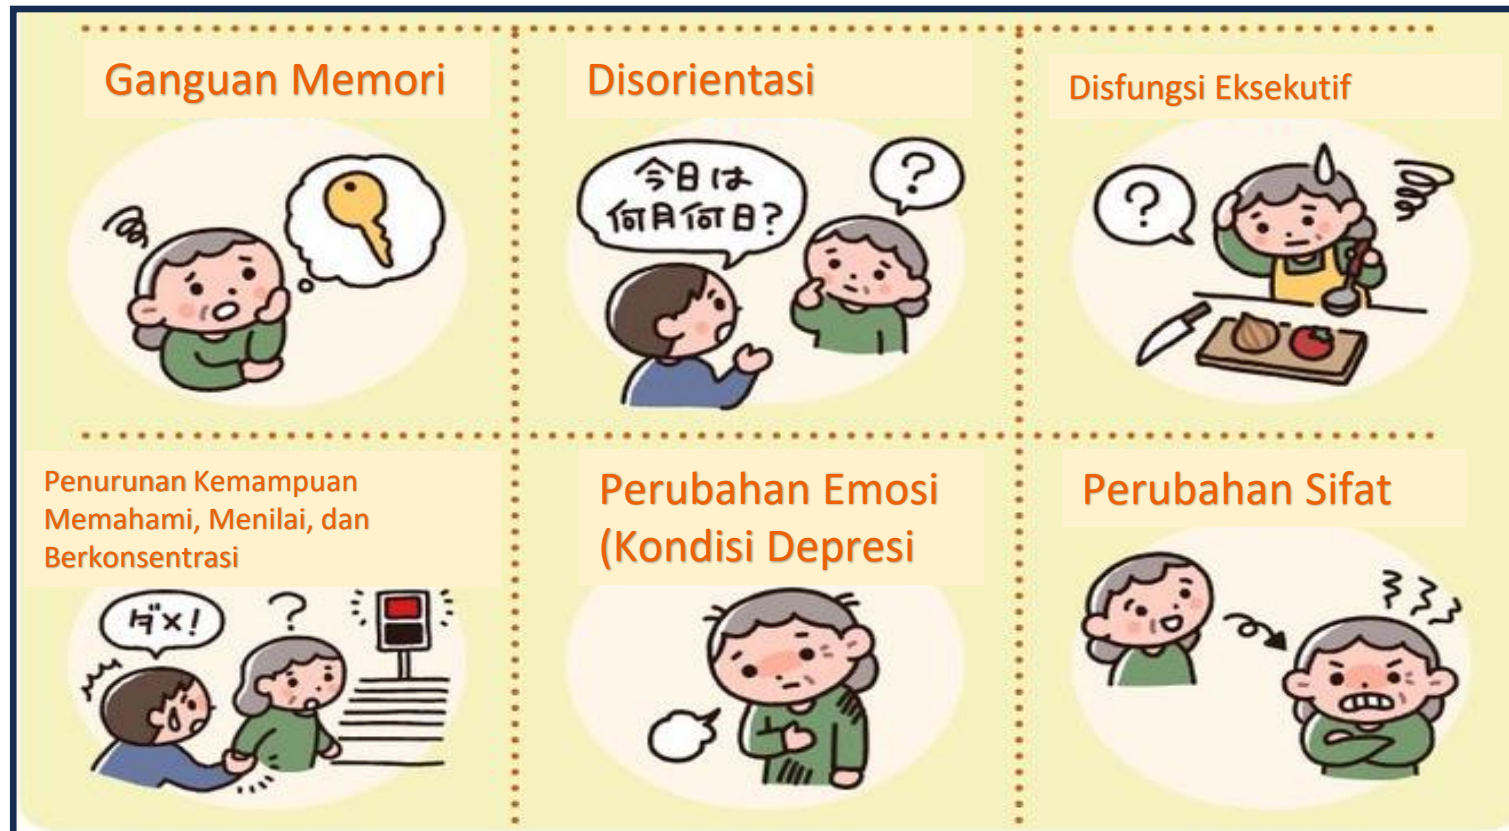 Ganguan Memori
Disorientasi
Disfungsi Eksekutif
今日は
何月何日?
?
?
Penurunan Kemampuan
Memahami, Menilai, dan
Berkonsentrasi
Perubahan Emosi
(Kondisi Depresi
Perubahan Sifat
ダメ!
?